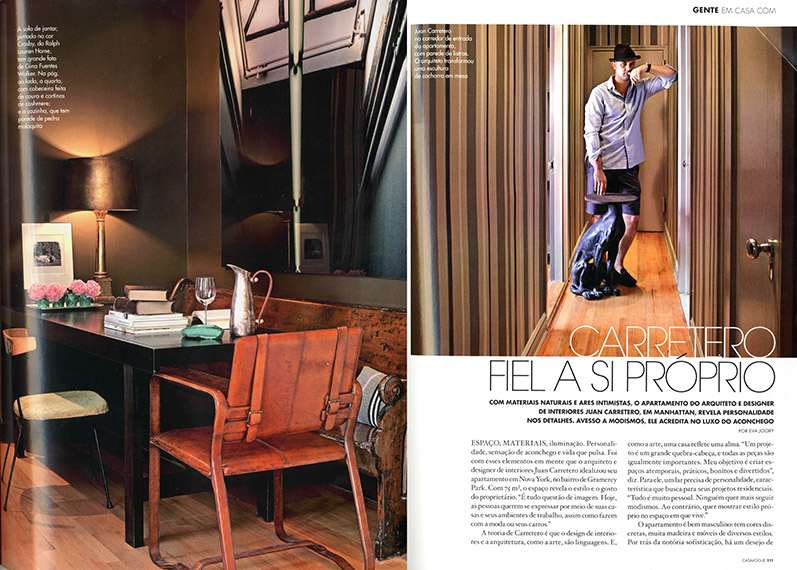 A sala de jantar,
pintada na cor
Crosby, da Ralph
Lauren Home,
tem grande foto
de Gina Fuentes
Walker. Na pág.
ao lado, o quarto,
com cabeceira feita
de couro e cortinas
de cashmere;
e a cozinha, que tem
parede de pedra
malaquita
GENTE EM CASA COM
Juan Carretero
no corredor de entrada
do apartamento,
com parede de listras.
O arquiteto transformou
uma escultura
de cachorro em mesa
CARRETERO
FIEL A SI PRÓPRIO
COM MATERIAIS NATURAIS E ARES INTIMISTAS, O APARTAMENTO DO ARQUITETO E DESIGNER
DE INTERIORES JUAN CARRETERO, EM MANHATTAN, REVELA PERSONALIDADE
NOS DETALHES. AVESSO A MODISMOS, ELE ACREDITA NO LUXO DO ACONCHEGO
POR EVA JOORY
ESPAÇO, MATERIAIS, iluminação. Personali-
dade, sensação de aconchego e vida que pulsa. Foi
com esses elementos em mente que o arquiteto e
designer de interiores Juan Carretero idealizou seu
apartamento em Nova York, no bairro de Gramercy
Park. Com 75 m², o espaço revela o estilo e o gosto
do proprietário. “É tudo questão de imagem. Hoje,
as pessoas querem se expressar por meio de suas ca-
sas e seus ambientes de trabalho, assim como fazem
com a moda ou seus carros.”
A teoria de Carretero é que o design de interio-
res e a arquitetura, como a arte, são linguagens. E,
como a arte, uma casa reflete uma alma. “Um proje-
to é um grande quebra-cabeça, e todas as peças são
igualmente importantes. Meu objetivo é criar es-
paços atemporais, práticos, bonitos e divertidos”,
diz. Para ele, um lar precisa de personalidade, carac-
terística que busca para seus projetos residenciais.
“Tudo é muito pessoal. Ninguém quer mais seguir
modismos. Ao contrário, quer mostrar estilo pró-
prio no espaço em que vive.”
O apartamento é bem masculino: tem cores dis-
cretas, muita madeira e móveis de diversos estilos.
Por trás da notória sofisticação, há um desejo de
CASAVOGUE 111